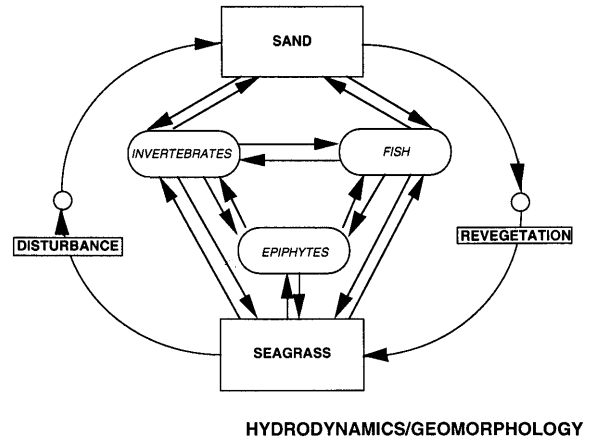 SAND
INVERTEBRATES
FISH
DISTURBANCE
REVEGETATION
EPIPHYTES
SEAGRASS
HYDRODYNAMICS/GEOMORPHOLOGY